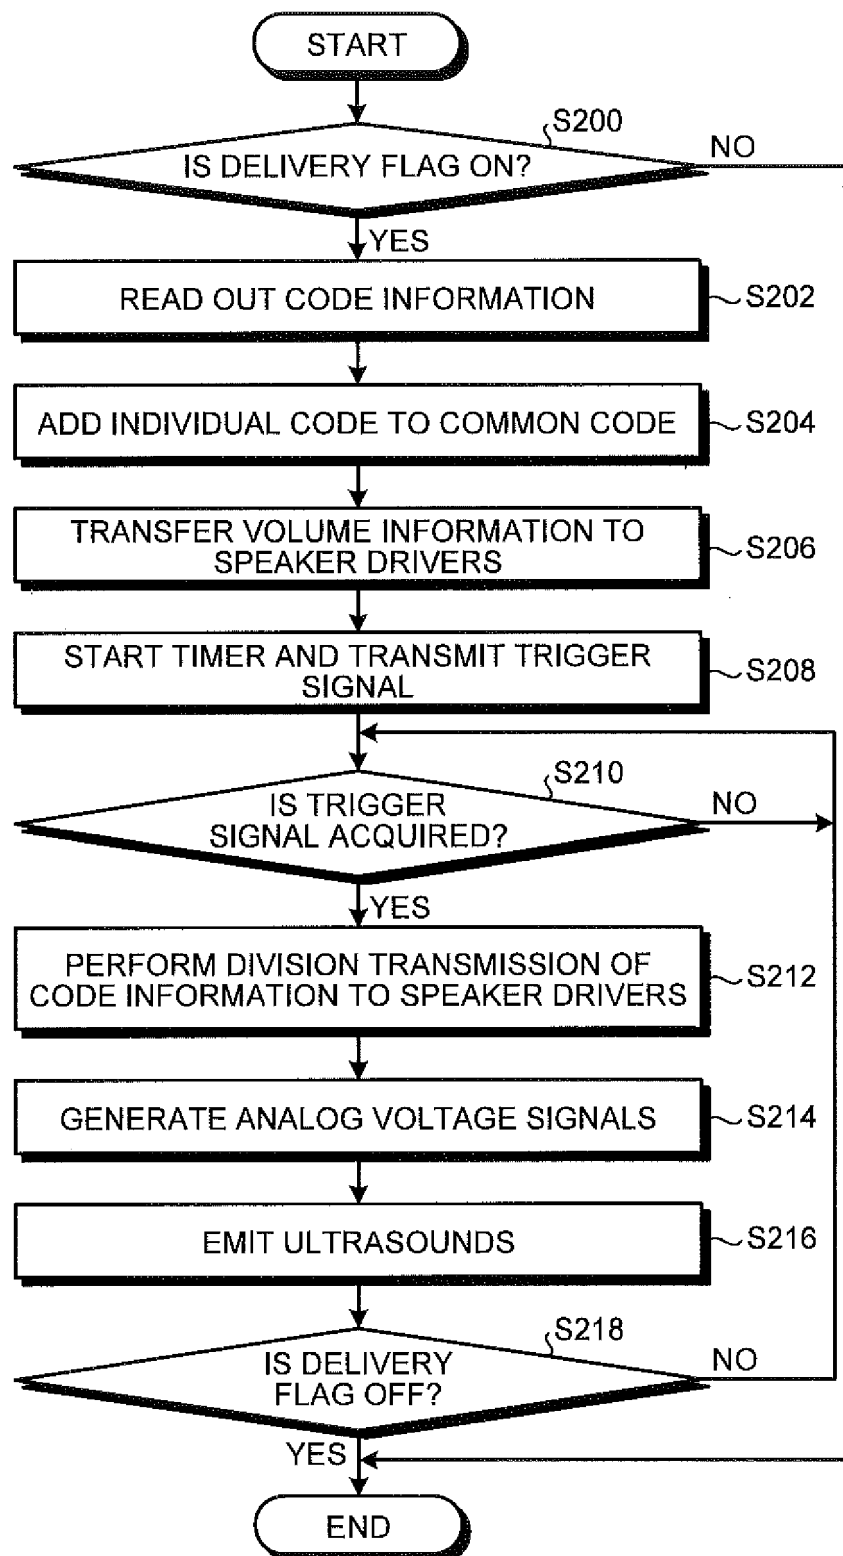 START
S200
IS DELIVERY FLAG ON?
NO
YES
READ OUT CODE INFORMATION
S202
ADD INDIVIDUAL CODE TO COMMON CODE
S204
TRANSFER VOLUME INFORMATION TO
SPEAKER DRIVERS
S206
START TIMER AND TRANSMIT TRIGGER
SIGNAL
S208
S210
IS TRIGGER
SIGNAL ACQUIRED?
NO
YES
PERFORM DIVISION TRANSMISSION OF
CODE INFORMATION TO SPEAKER DRIVERS
S212
GENERATE ANALOG VOLTAGE SIGNALS
S214
EMIT ULTRASOUNDS
S216
S218
IS DELIVERY
FLAG OFF?
NO
YES
END